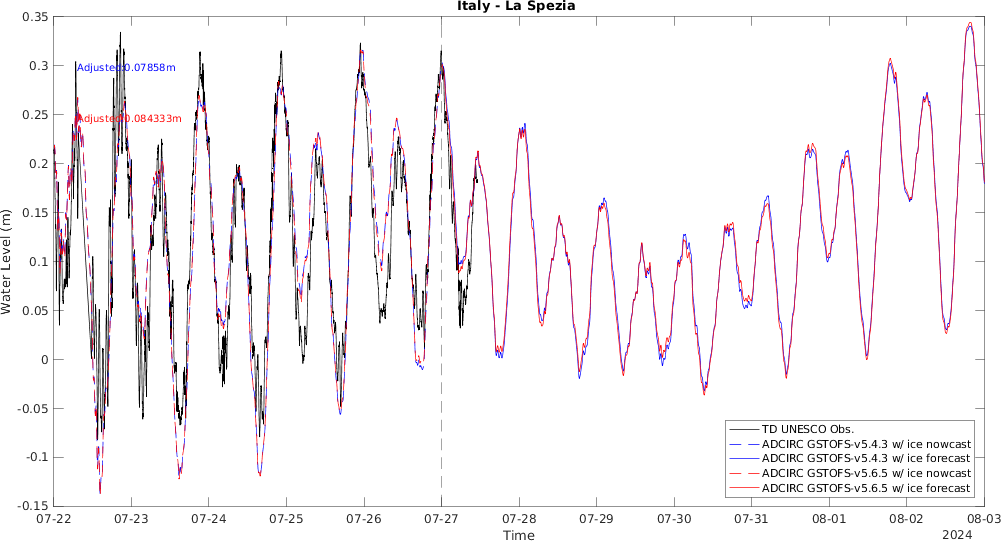 Italy - La Spezia
0.35
0.3
0.25
0.2
0.15
0.1
0.05
0
-0.05
-0.1
-0.15
Water Level (m)
Adjusted:0.07858m
Adjusted:0.084333m
TD UNESCO Obs.
ADCIRC GSTOFS-v5.4.3 w/ ice nowcast
ADCIRC GSTOFS-v5.4.3 w/ ice forecast
ADCIRC GSTOFS-v5.6.5 w/ ice nowcast
ADCIRC GSTOFS-v5.6.5 w/ ice forecast
07-22 07-23 07-24 07-25 07-26 07-27 07-28 07-29 07-30 07-31 08-01 08-02 08-03
Time
2024